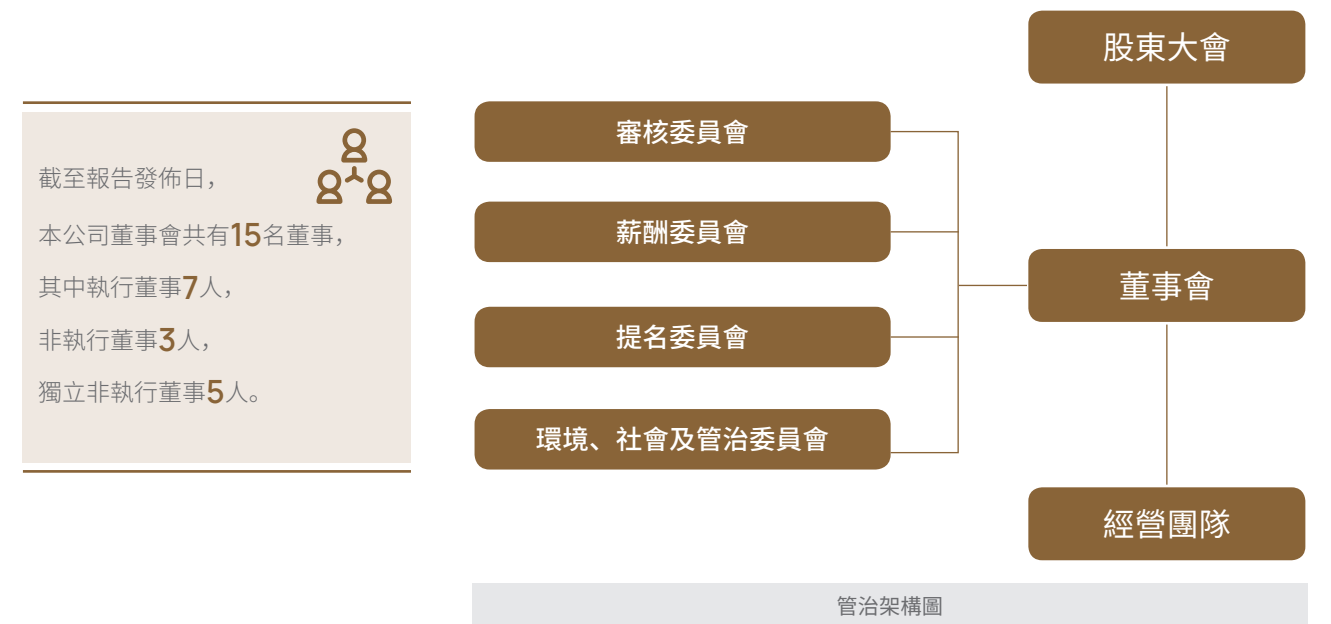 截至報告發佈日，
本公司董事會共有15名董事，
其中執行董事7人，
非執行董事3人，
獨立非執行董事5人。
股東大會
審核委員會
薪酬委員會
董事會
提名委員會
環境、社會及管治委員會
經營團隊
管治架構圖